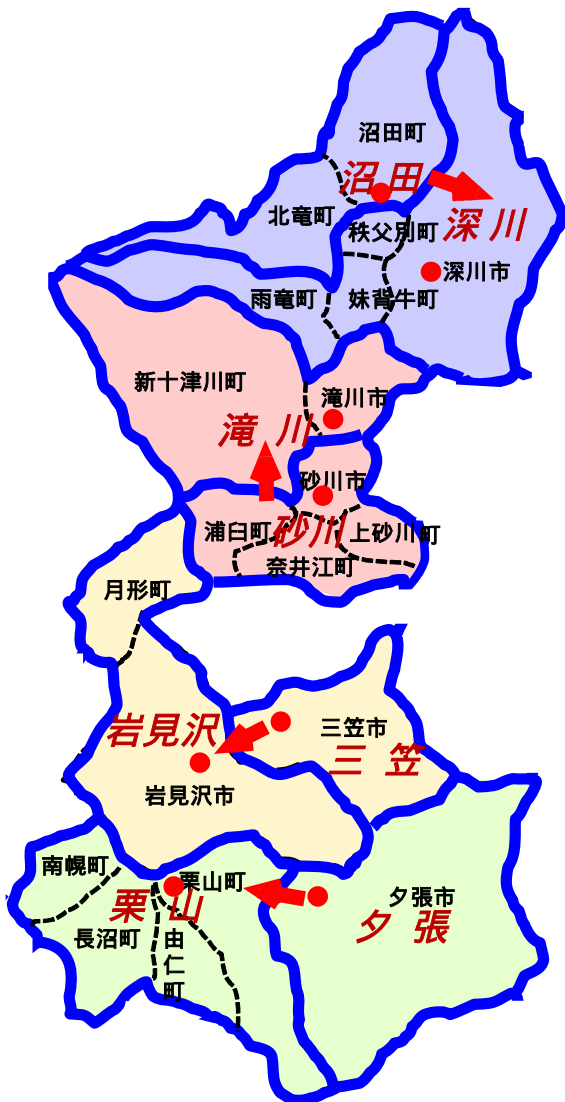 沼田町
沼田
北竜町
秩父別町
深川
深川市
雨竜町
妹背牛町
新十津川町
滝川市
滝川
砂川市
浦臼町
砂川
上砂川町
奈井江町
月形町
岩見沢
三笠市
三笠
岩見沢市
南幌町
栗山町
栗山
夕張市
夕張
長沼町
由
仁
町